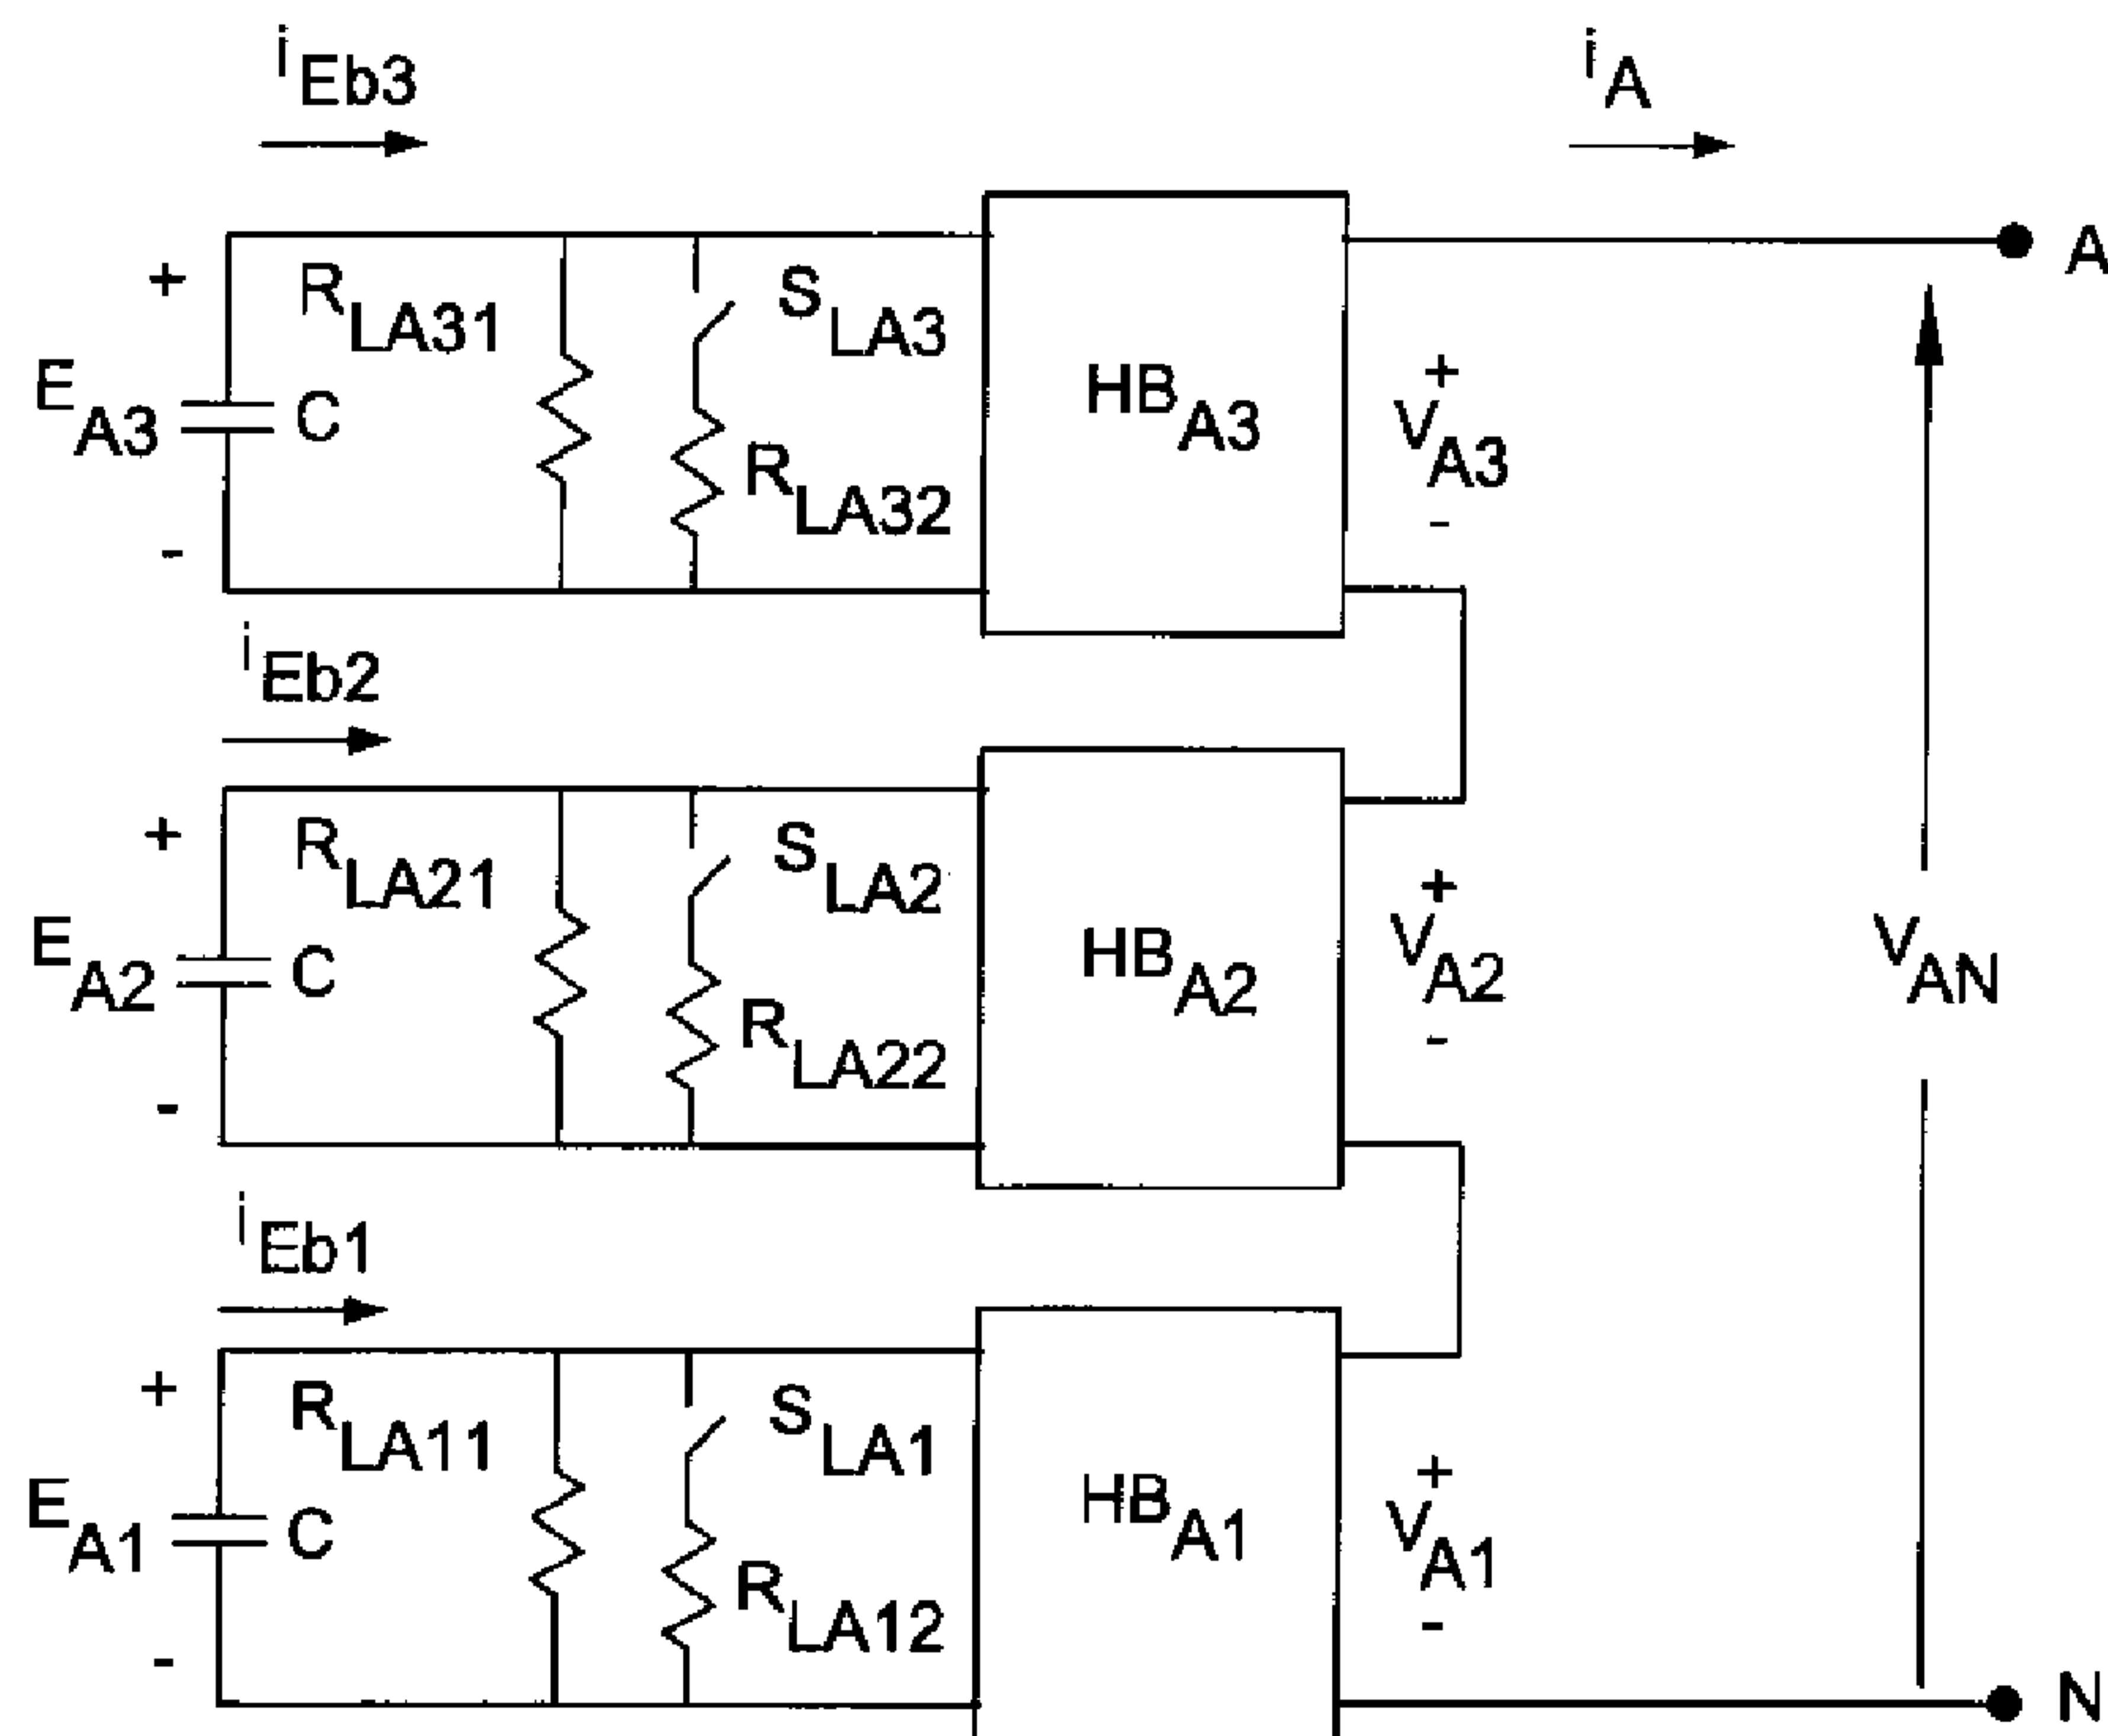 iEb3
iA
A
+
RLA31
SLA3
EA3
C
HBA3
+
VA3
-
RLA32
-
iEb2
+
RLA21
SLA2
EA2
C
HBA2
+
VA2
-
VAN
RLA22
-
iEb1
+
RLA11
SLA1
EA1
C
HBA1
+
VA1
-
RLA12
-
N